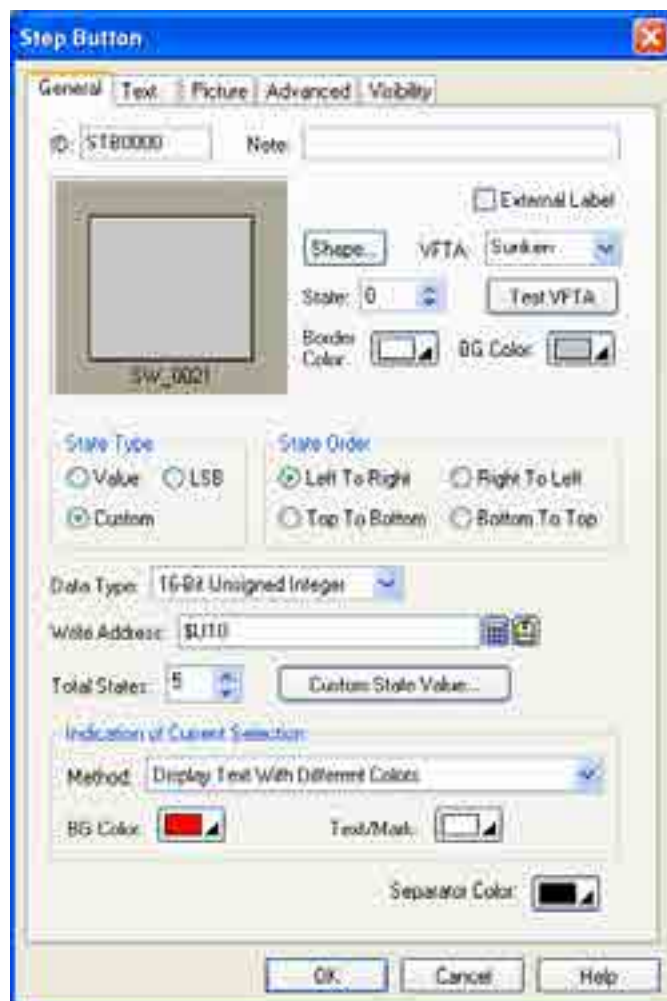 Step Button
General Text Picture Advanced Visibility
ID: STB0000 Note:
External Label
Shape... VFTA: Sunken
State: 0 Test VFTA
Border Color: BG Color:
SW_0021
State Type State Order
Value LSB Left To Right Right To Left
Custom Top To Bottom Bottom To Top
Data Type: 16-Bit Unsigned Integer
Write Address: $U10
Total States: 5 Custom State Value...
Indication of Current Selection
Method: Display Text With Different Colors
BG Color: Text/Mark:
Separator Color:
OK Cancel Help